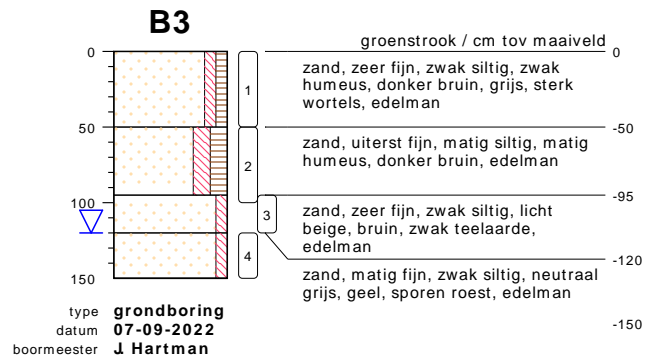 B3
groenstrook / cm tov maaiveld
0
0
zand, zeer fijn, zwak siltig, zwak
humeus, donker bruin, grijs, sterk
wortels, edelman
1
50
-50
zand, uiterst fijn, matig siltig, matig
humeus, donker bruin, edelman
2
-95
100
3
zand, zeer fijn, zwak siltig, licht
beige, bruin, zwak teelaarde,
edelman
-120
4
zand, matig fijn, zwak siltig, neutraal
grijs, geel, sporen roest, edelman
150
-150
type grondboring
datum 07-09-2022
boormeester J Hartman